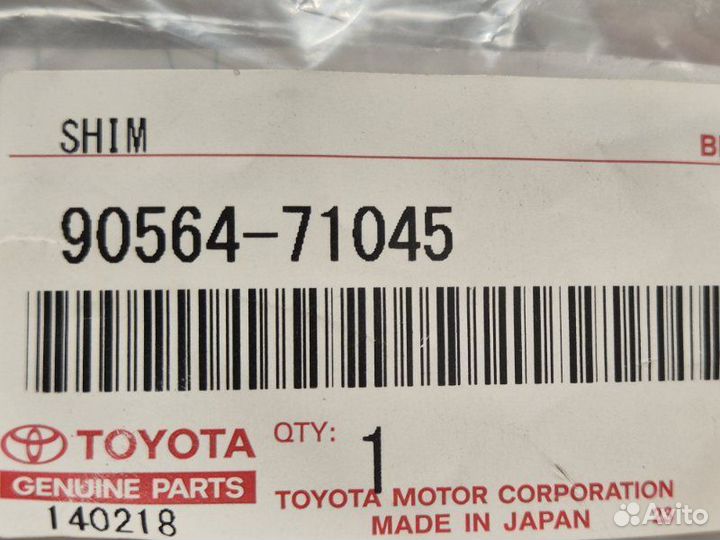 SHIM
90564-71045
TOYOTA
QTY: 1
GENUINE PARTS
TOYOTA MOTOR CORPORATION
140218
MADE IN JAPAN
Avito